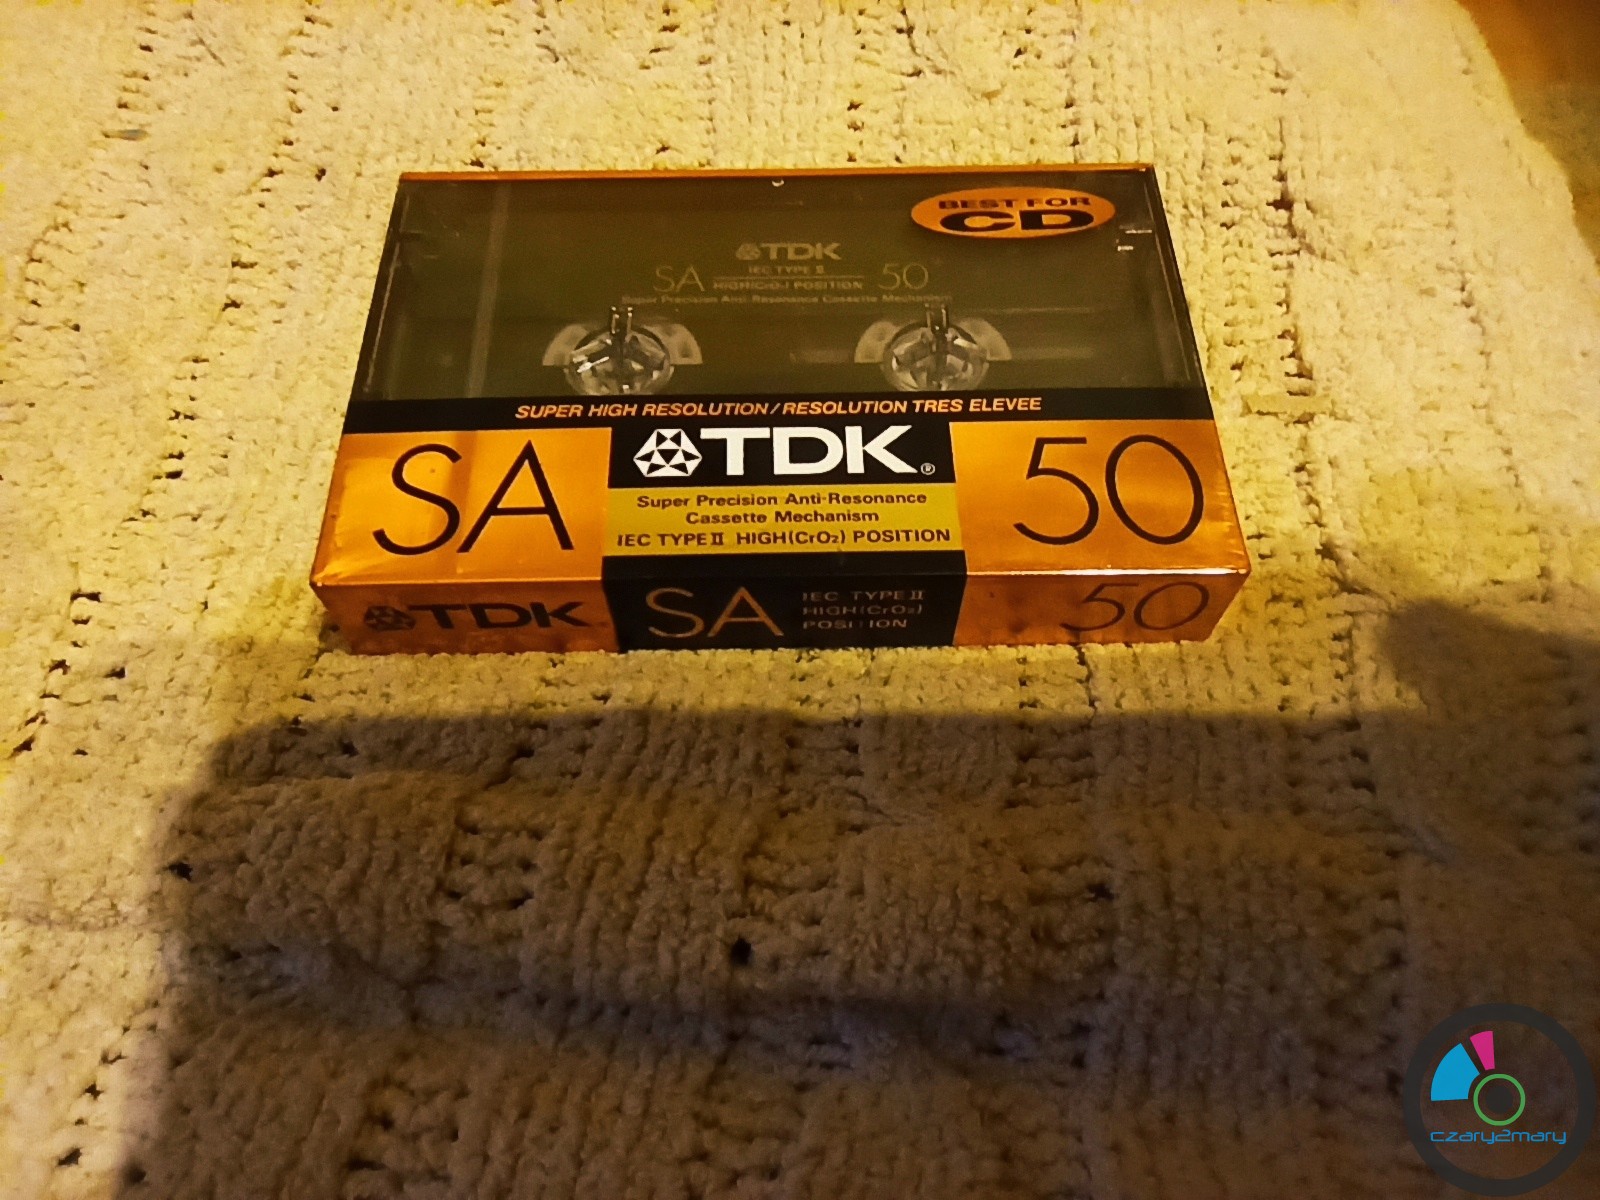 BEST FOR
CD
TDK
SA IEC TYPE II 50
HIGH(CrO₂) POSITION
Super Precision Anti-Resonance Cassette Mechanism
SUPER HIGH RESOLUTION/RESOLUTION TRES ELEVEE
SA TDK® 50
Super Precision Anti-Resonance
Cassette Mechanism
IEC TYPE II HIGH(CrO₂) POSITION
TDK SA IEC TYPE II 50
HIGH(CrO₂)
POSITION
czary2mary